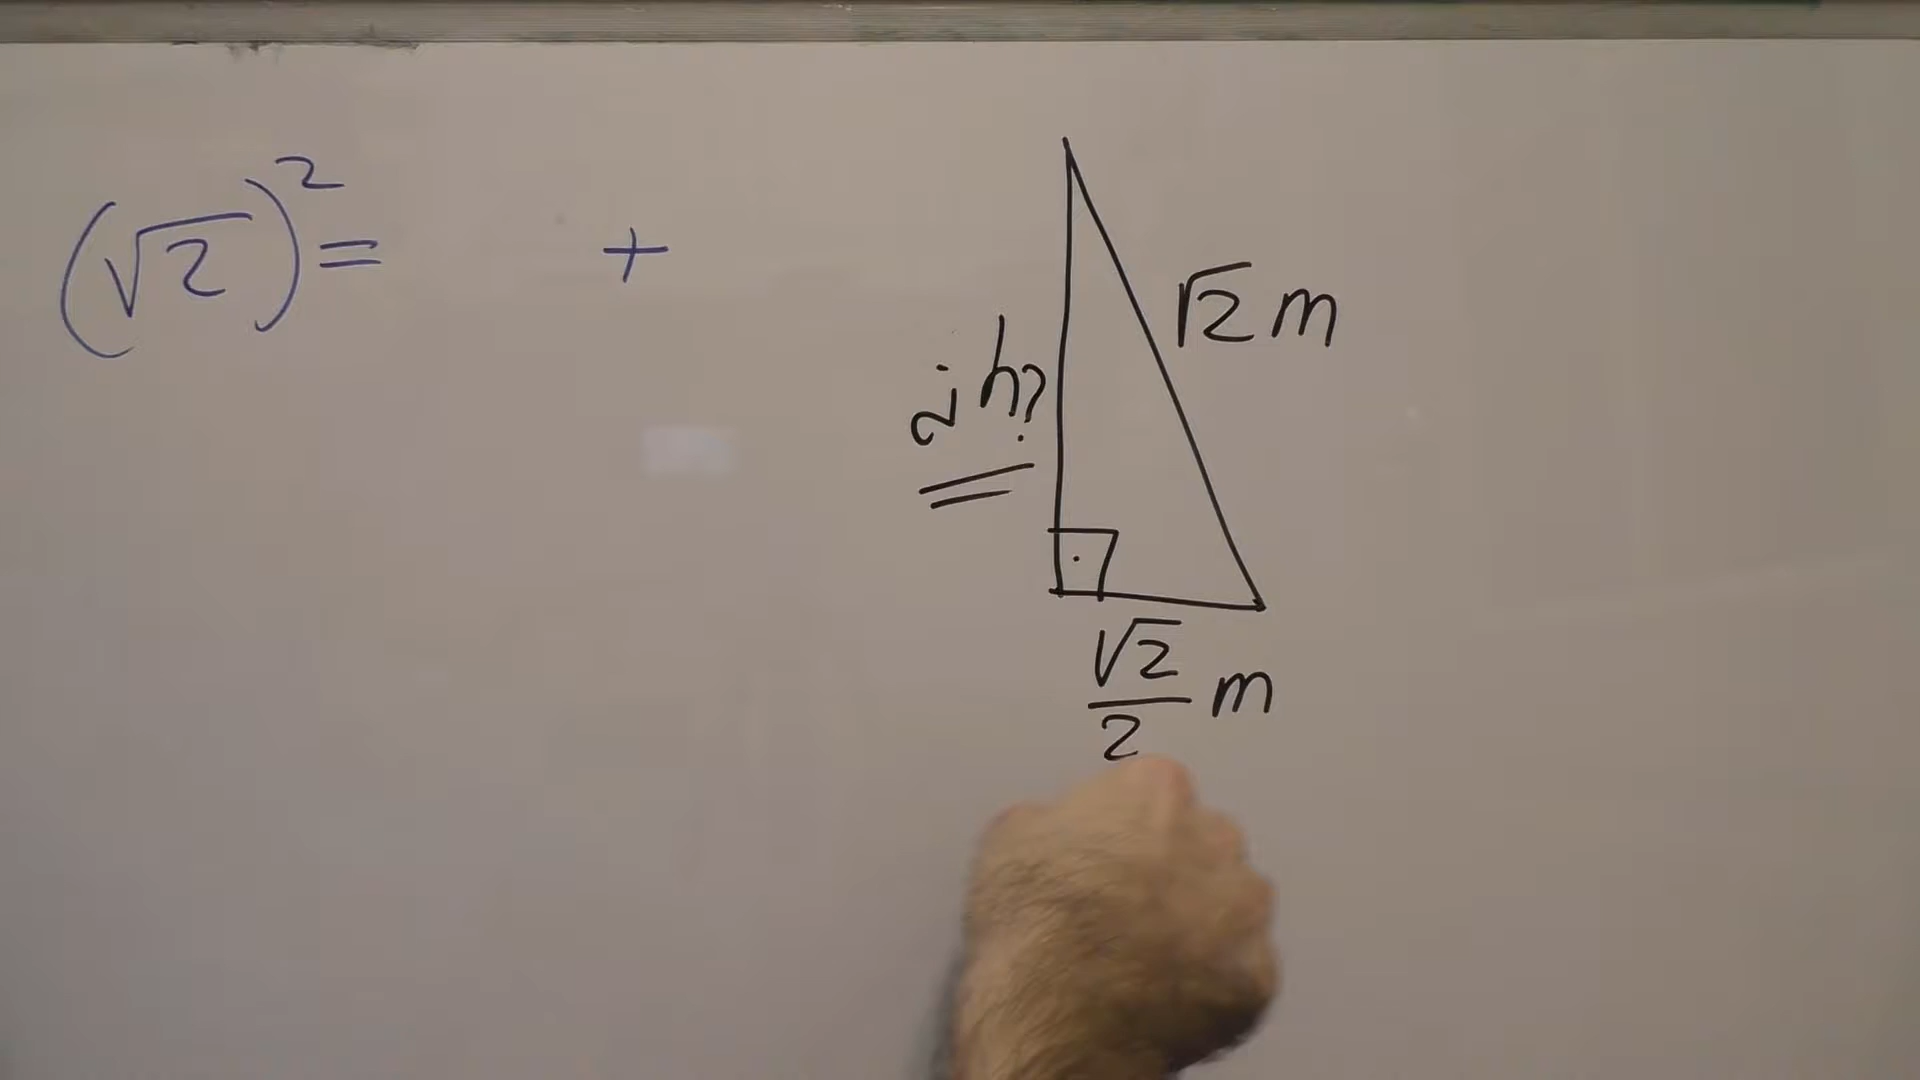 (√2)² = +
√2 m
¿h?
√2/2 m